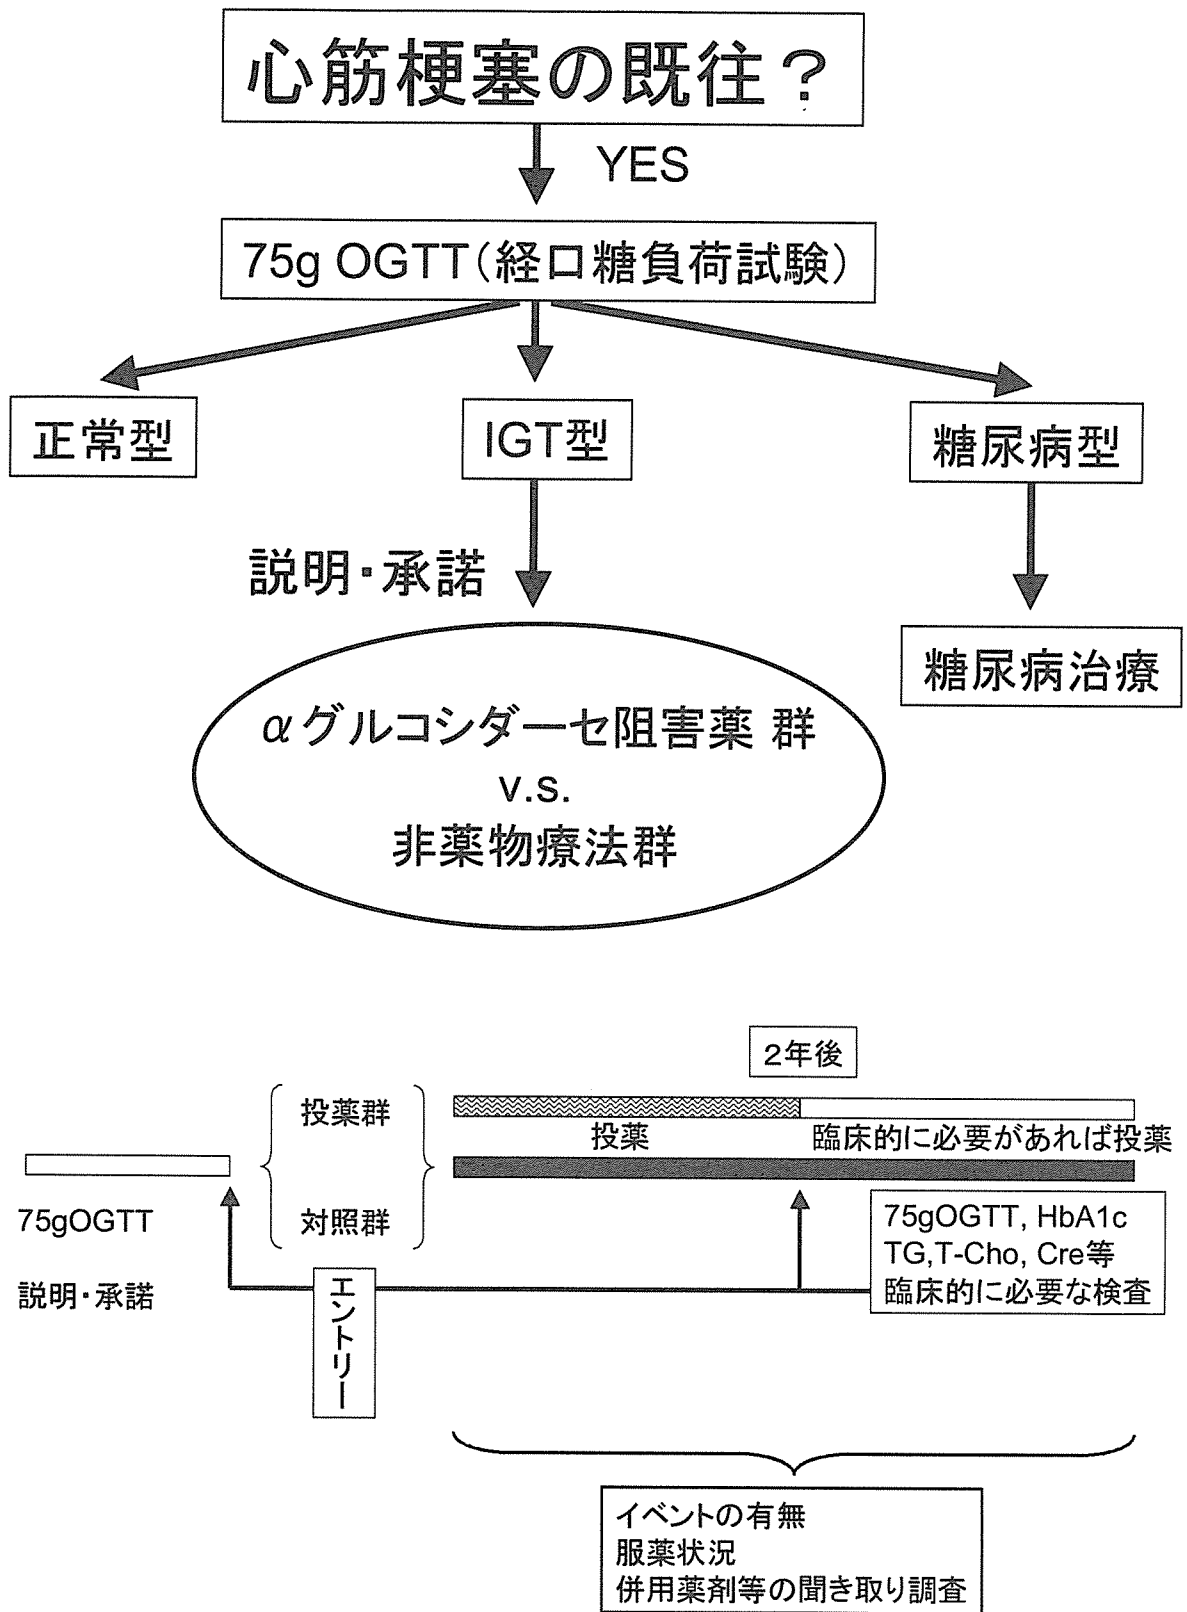 心筋梗塞の既往？
YES
75g OGTT（経口糖負荷試験）
正常型
IGT型
糖尿病型
説明・承諾
糖尿病治療
αグルコシダーゼ阻害薬 群
v.s.
非薬物療法群
２年後
投薬群
投薬
臨床的に必要があれば投薬
75gOGTT
対照群
説明・承諾
エントリー
75gOGTT, HbA1c
TG,T-Cho, Cre等
臨床的に必要な検査
イベントの有無
服薬状況
併用薬剤等の聞き取り調査